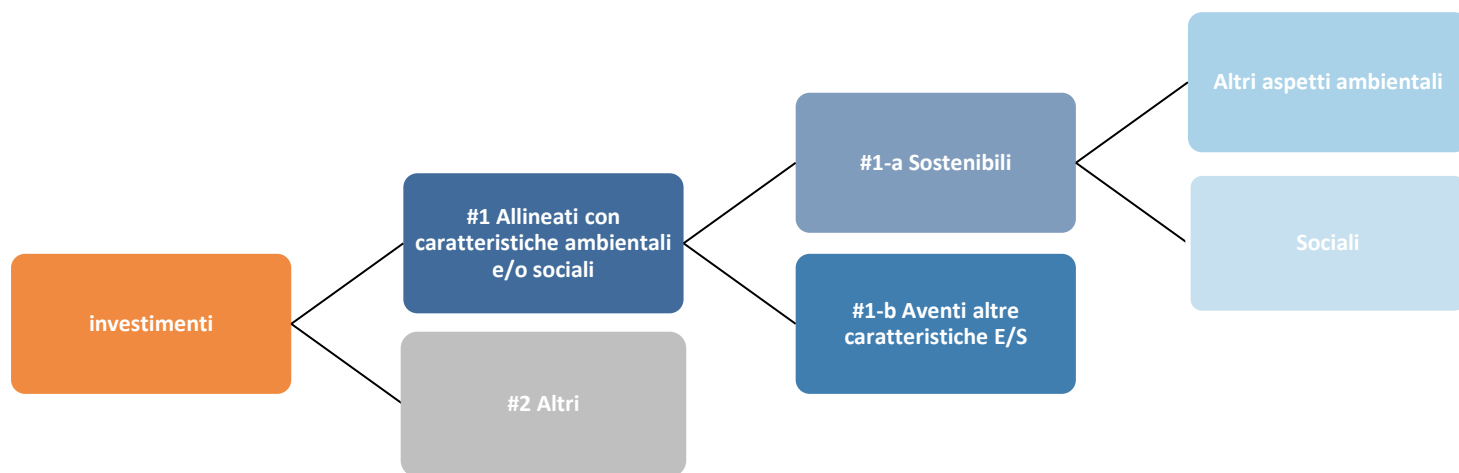 investimenti
#1 Allineati con
caratteristiche ambientali
e/o sociali
#2 Altri
#1-a Sostenibili
#1-b Aventi altre
caratteristiche E/S
Altri aspetti ambientali
Sociali